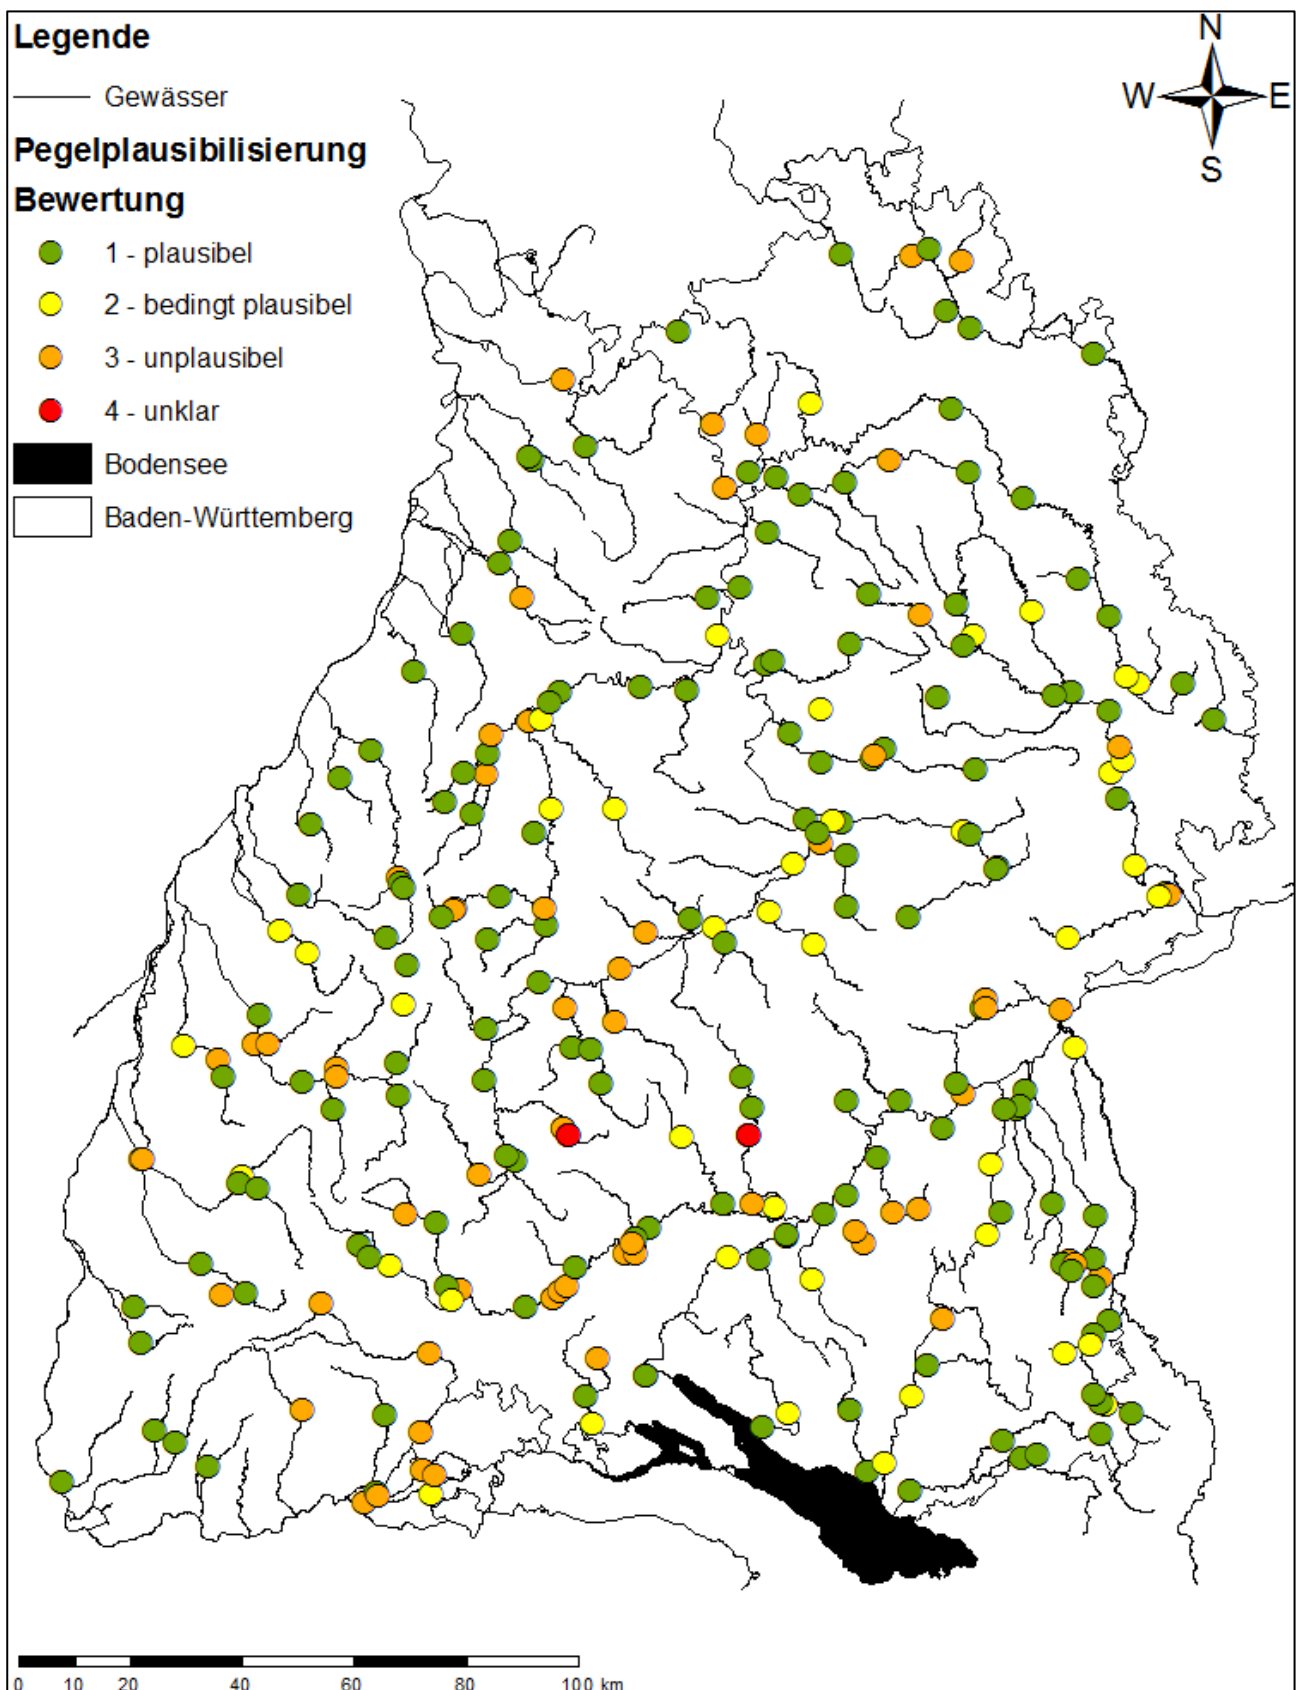 Legende
Gewässer
Pegelplausibilisierung
Bewertung
1 - plausibel
2 - bedingt plausibel
3 - unplausibel
4 - unklar
Bodensee
Baden-Württemberg
N
W E
S
0 10 20 40 60 80 100 km